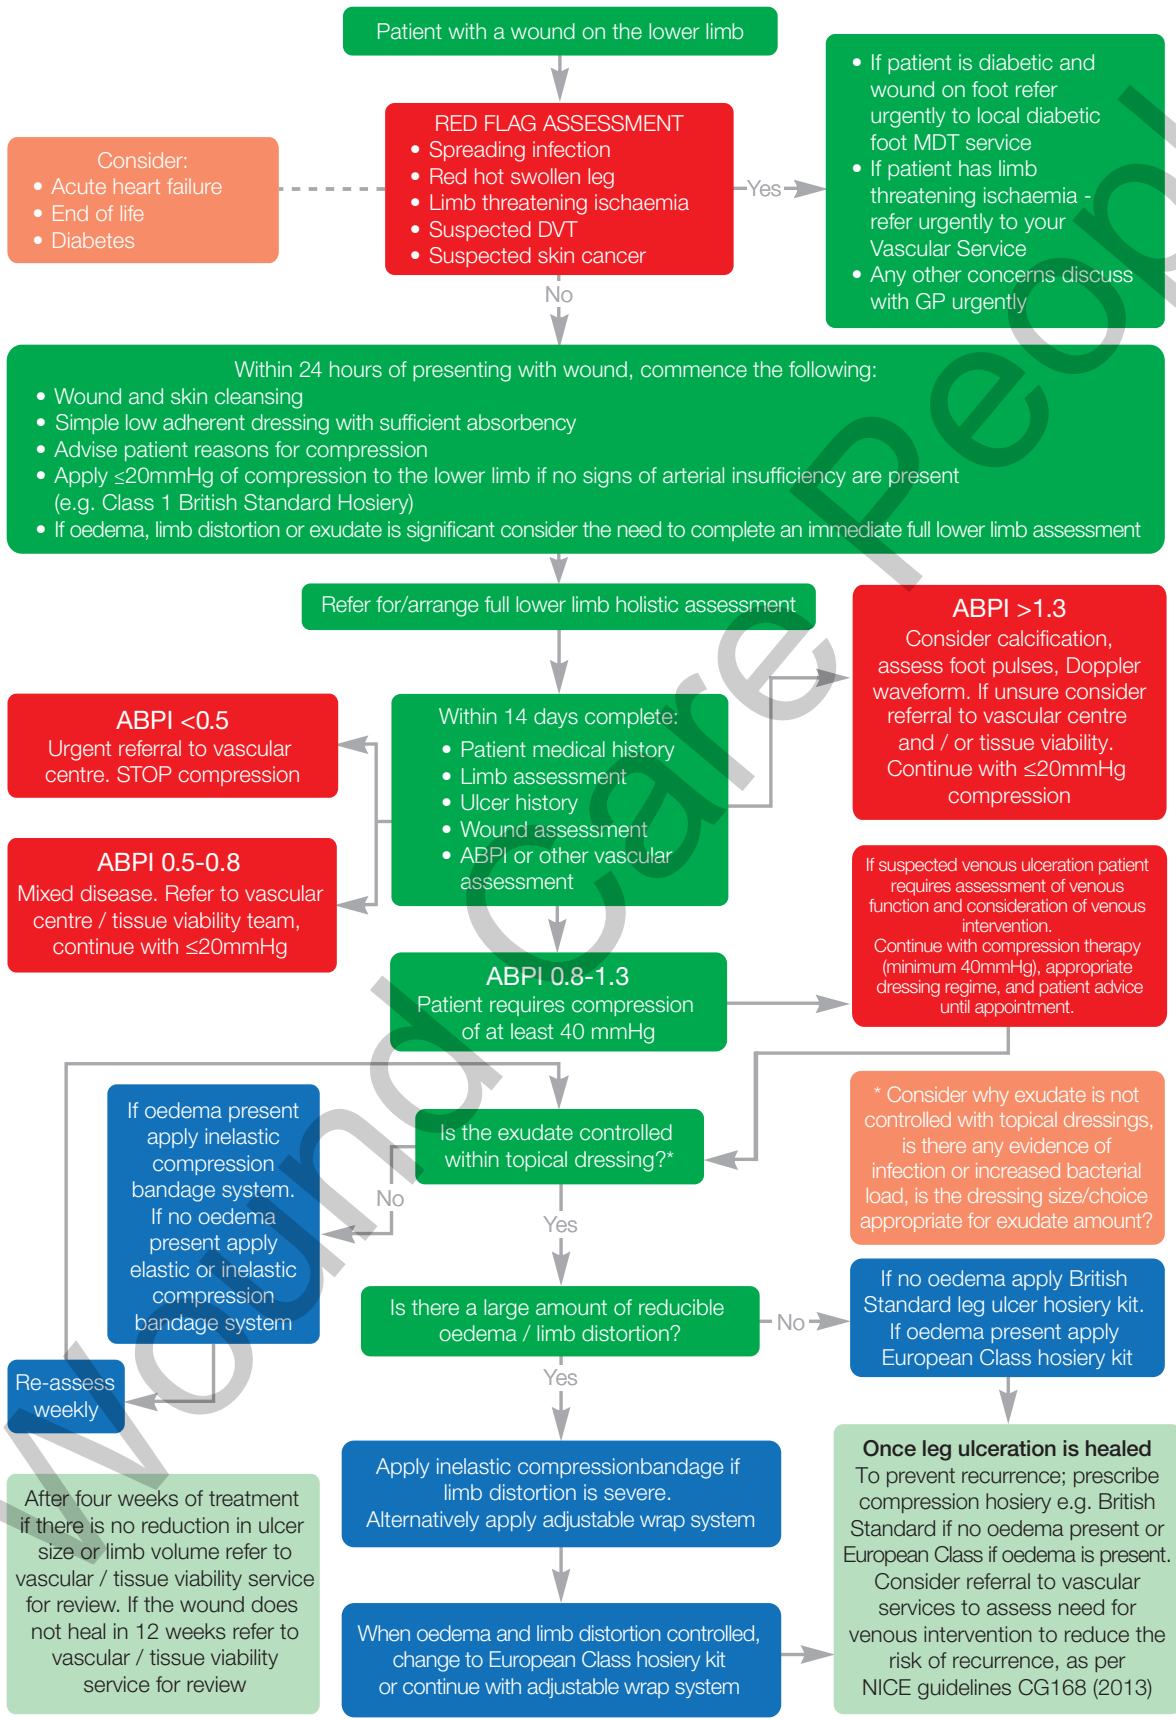 Patient with a wound on the lower limb
RED FLAG ASSESSMENT
• Spreading infection
• Red hot swollen leg
• Limb threatening ischaemia
• Suspected DVT
• Suspected skin cancer
Consider:
• Acute heart failure
• End of life
• Diabetes
Yes
• If patient is diabetic and
wound on foot refer
urgently to local diabetic
foot MDT service
• If patient has limb
threatening ischaemia -
refer urgently to your
Vascular Service
• Any other concerns discuss
with GP urgently
No
Within 24 hours of presenting with wound, commence the following:
• Wound and skin cleansing
• Simple low adherent dressing with sufficient absorbency
• Advise patient reasons for compression
• Apply ≤20mmHg of compression to the lower limb if no signs of arterial insufficiency are present
(e.g. Class 1 British Standard Hosiery)
• If oedema, limb distortion or exudate is significant consider the need to complete an immediate full lower limb assessment
Refer for/arrange full lower limb holistic assessment
ABPI >1.3
Consider calcification,
assess foot pulses, Doppler
waveform. If unsure consider
referral to vascular centre
and / or tissue viability.
Continue with ≤20mmHg
compression
Within 14 days complete:
• Patient medical history
• Limb assessment
• Ulcer history
• Wound assessment
• ABPI or other vascular
assessment
ABPI <0.5
Urgent referral to vascular
centre. STOP compression
ABPI 0.5-0.8
Mixed disease. Refer to vascular
centre / tissue viability team,
continue with ≤20mmHg
ABPI 0.8-1.3
Patient requires compression
of at least 40 mmHg
If suspected venous ulceration patient
requires assessment of venous
function and consideration of venous
intervention.
Continue with compression therapy
(minimum 40mmHg), appropriate
dressing regime, and patient advice
until appointment.
Is the exudate controlled
within topical dressing?*
* Consider why exudate is not
controlled with topical dressings,
is there any evidence of
infection or increased bacterial
load, is the dressing size/choice
appropriate for exudate amount?
No
If oedema present
apply inelastic
compression
bandage system.
If no oedema
present apply
elastic or inelastic
compression
bandage system
Re-assess
weekly
Yes
Is there a large amount of reducible
oedema / limb distortion?
No
If no oedema apply British
Standard leg ulcer hosiery kit.
If oedema present apply
European Class hosiery kit
Yes
Apply inelastic compressionbandage if
limb distortion is severe.
Alternatively apply adjustable wrap system
When oedema and limb distortion controlled,
change to European Class hosiery kit
or continue with adjustable wrap system
Once leg ulceration is healed
To prevent recurrence; prescribe
compression hosiery e.g. British
Standard if no oedema present or
European Class if oedema is present.
Consider referral to vascular
services to assess need for
venous intervention to reduce the
risk of recurrence, as per
NICE guidelines CG168 (2013)
After four weeks of treatment
if there is no reduction in ulcer
size or limb volume refer to
vascular / tissue viability service
for review. If the wound does
not heal in 12 weeks refer to
vascular / tissue viability
service for review
Wound Care Peopl